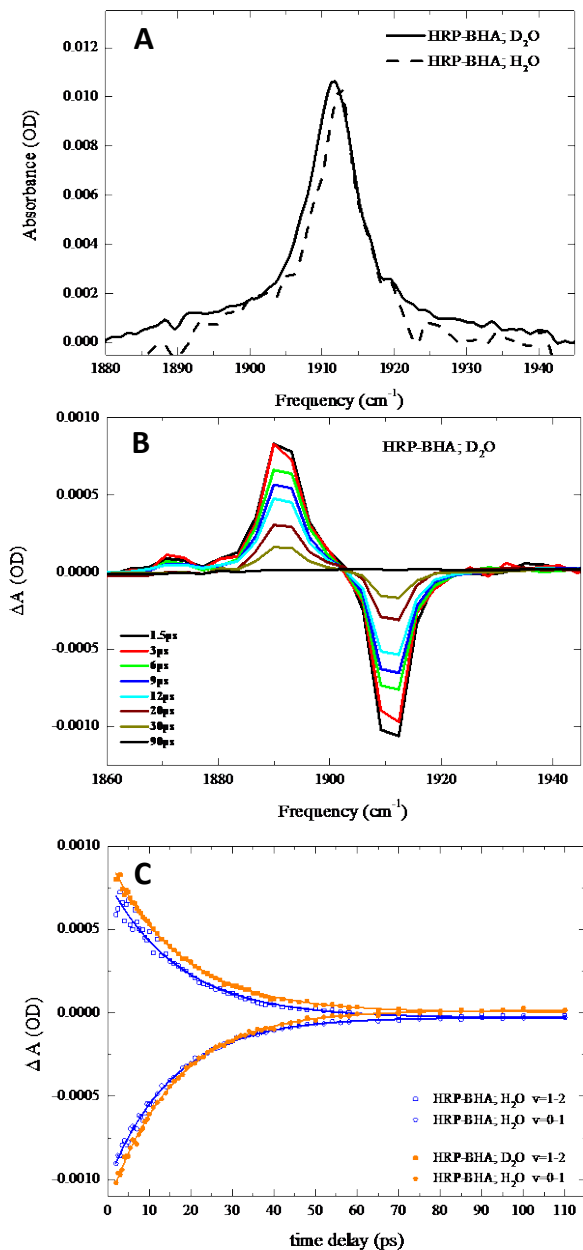 A
HRP-BHA; D₂O
HRP-BHA; H₂O
0.012
0.010
0.008
0.006
0.004
0.002
0.000
Absorbance (OD)
1880 1890 1900 1910 1920 1930 1940
Frequency (cm⁻¹)
B
HRP-BHA; D₂O
0.0010
0.0005
0.0000
-0.0005
-0.0010
Δ A (OD)
1.5ps
3ps
6ps
9ps
12ps
20ps
30ps
90ps
1860 1880 1900 1920 1940
Frequency (cm⁻¹)
C
0.0010
0.0005
0.0000
-0.0005
-0.0010
Δ A (OD)
HRP-BHA; H₂O v=1-2
HRP-BHA; H₂O v=0-1
HRP-BHA; D₂O v=1-2
HRP-BHA; H₂O v=0-1
0 10 20 30 40 50 60 70 80 90 100 110
time delay (ps)